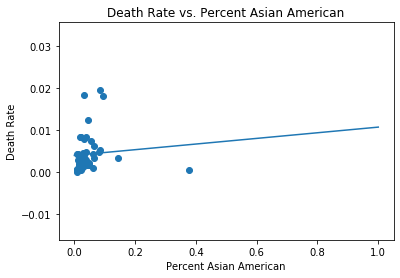 Death Rate vs. Percent Asian American
0.03
0.02
0.01
0.00
−0.01
Death Rate
0.0 0.2 0.4 0.6 0.8 1.0
Percent Asian American